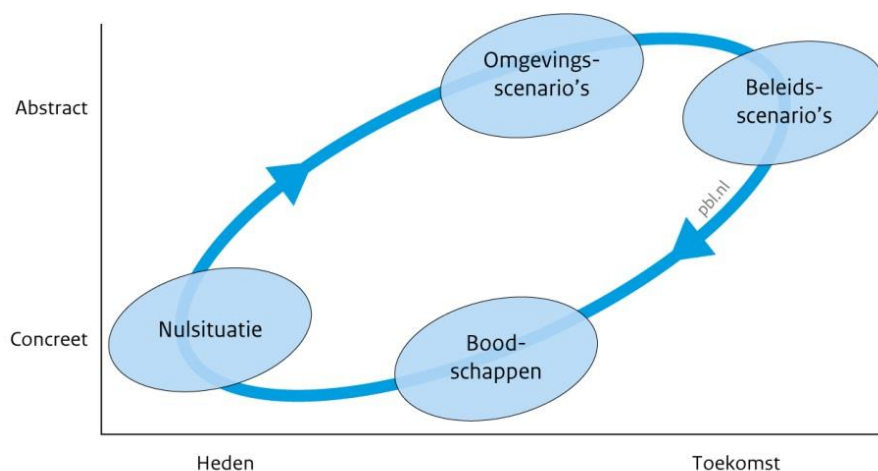 Omgevings-
scenario's
Beleids-
scenario's
Abstract
pbl.nl
Nulsituatie
Concreet
Bood-
schappen
Heden
Toekomst